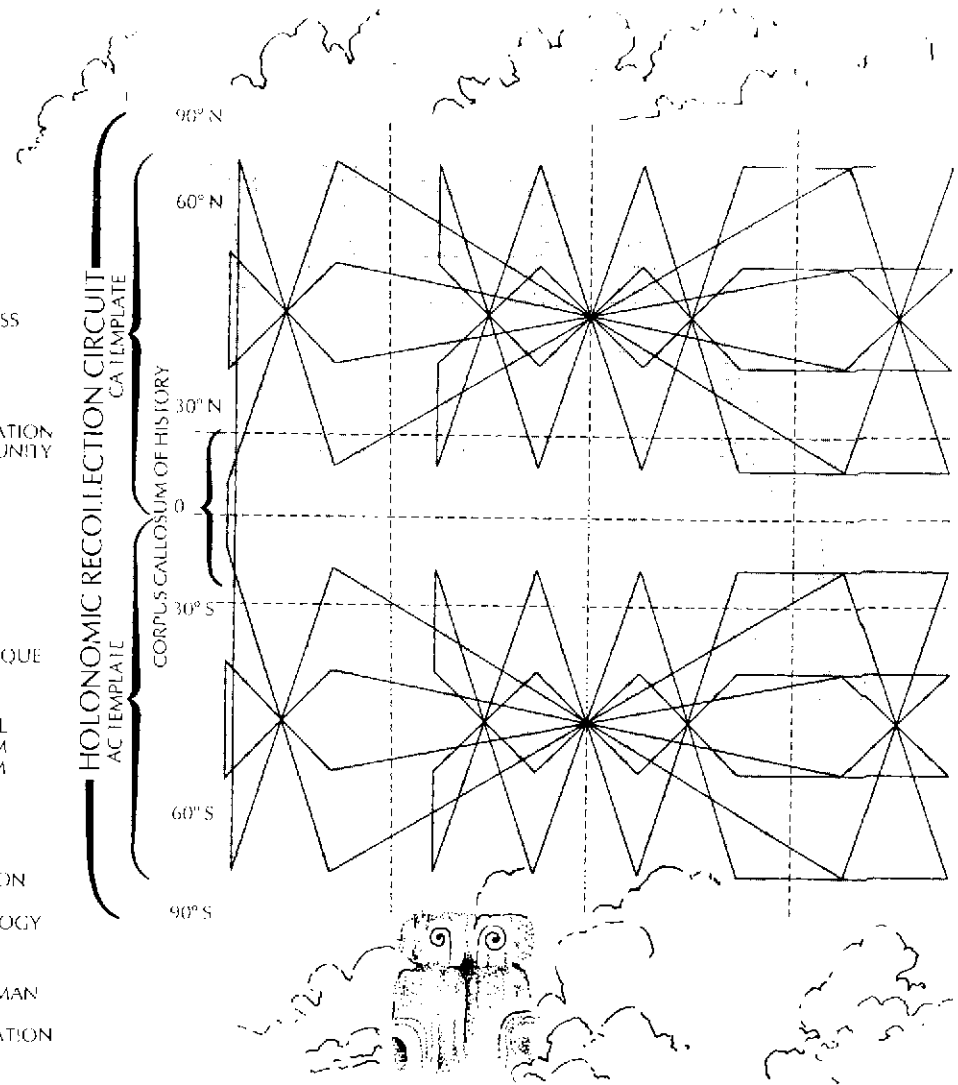 90° N
60° N
30° N
0
30° S
60° S
90° S
HOLONOMIC RECOLLECTION CIRCUIT
CA TEMPLATE
AC TEMPLATE
CORPUS CALLOSUM OF HISTORY
SS
ATION
UNITY
QUE
L
M
M
ON
OGY
MAN
ATION